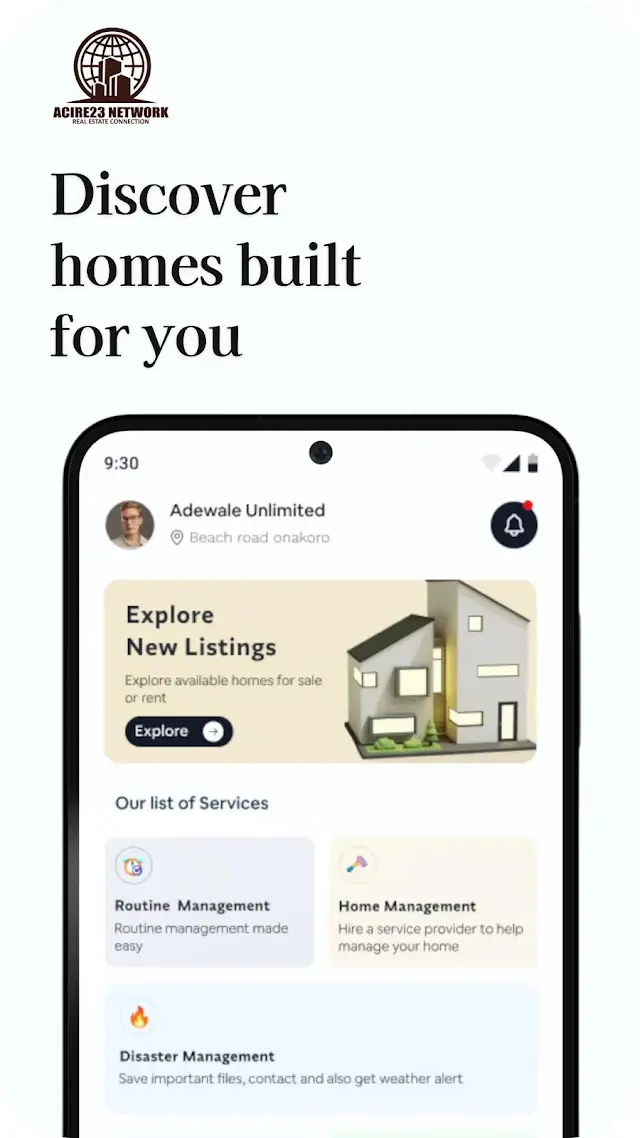 ACIRE23 NETWORK
REAL ESTATE CONNECTION
Discover
homes built
for you
9:30
Adewale Unlimited
Beach road onakoro
Explore
New Listings
Explore available homes for sale
or rent
Explore
Our list of Services
Routine Management
Routine management made
easy
Home Management
Hire a service provider to help
manage your home
Disaster Management
Save important files, contact and also get weather alert